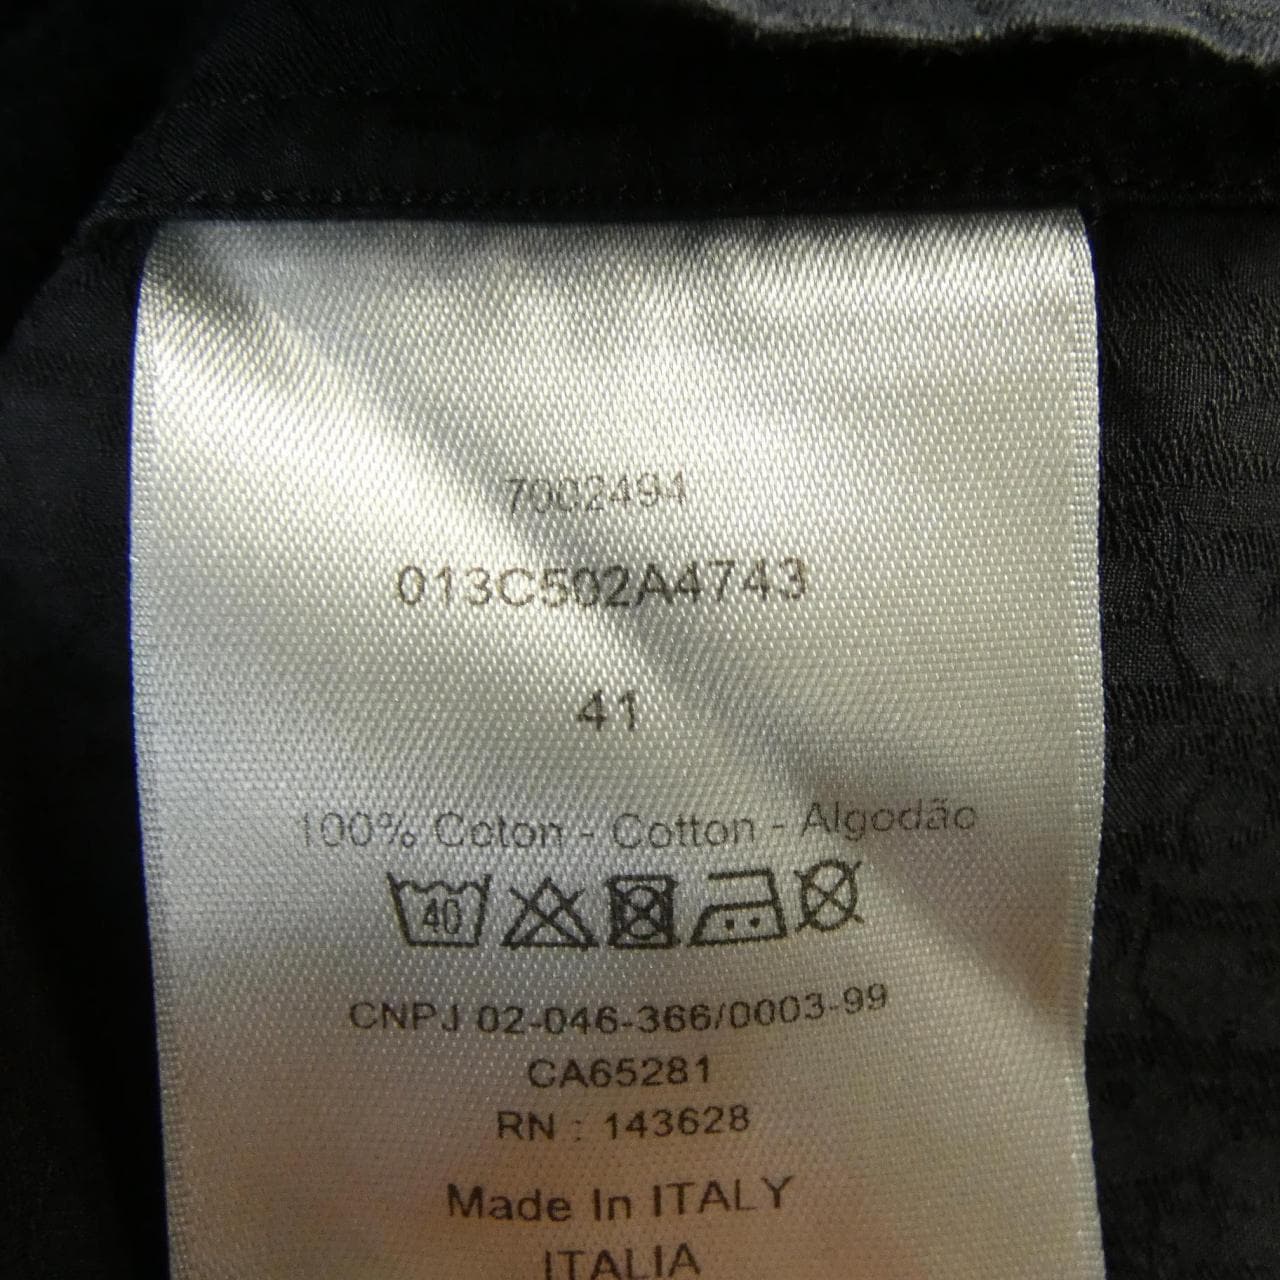 7002494
013C502A4743
41
100% Coton - Cotton - Algodão
40
CNPJ 02-046-366/0003-99
CA65281
RN : 143628
Made In ITALY
ITALIA